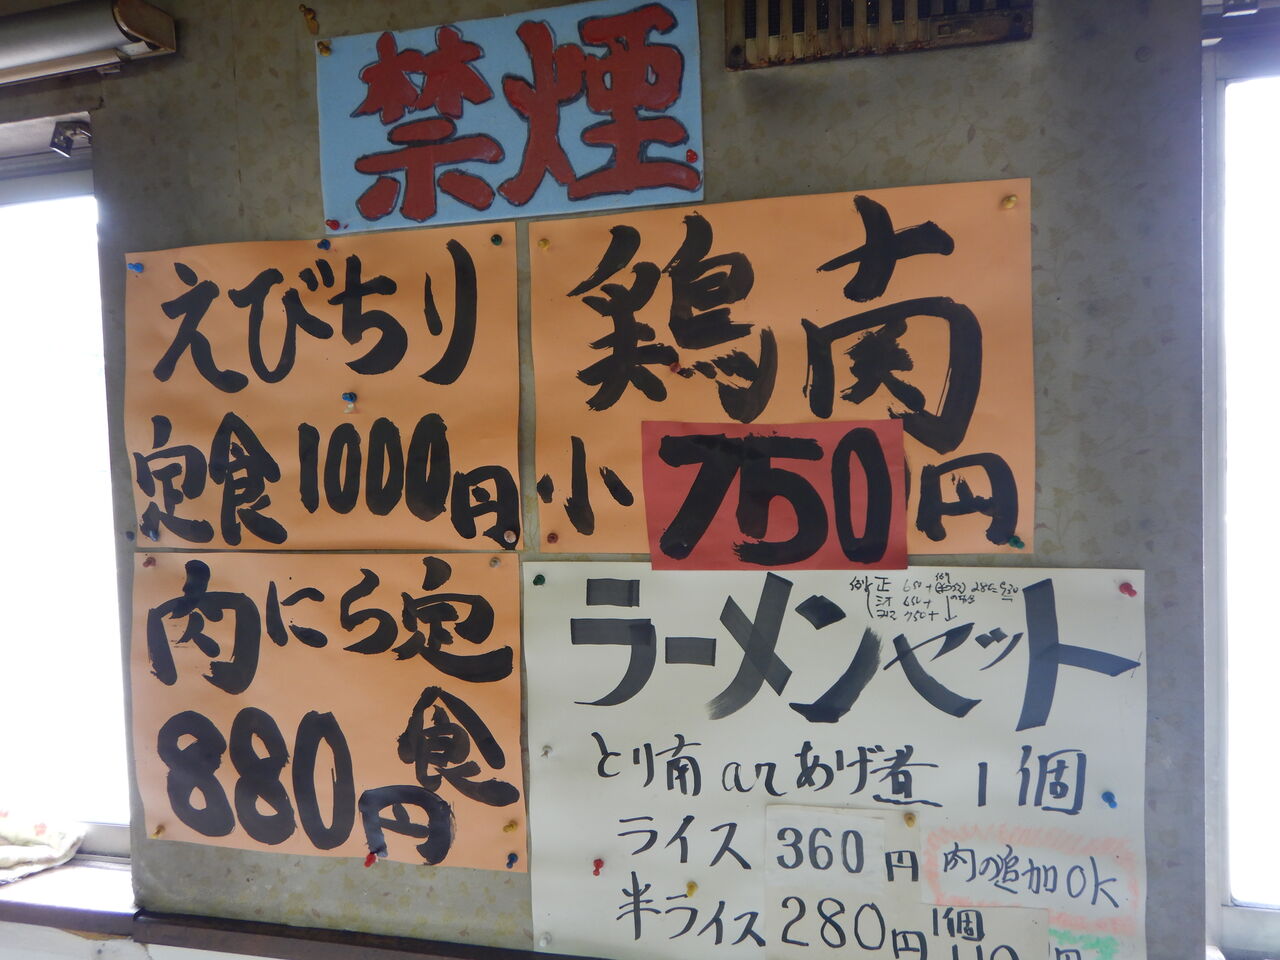 禁煙
えびちり
定食1000円
鶏南
小 750円
肉にら定
食
880円
ラーメンセット
とり南 or あげ煮 1個
ライス 360円
肉の追加OK
半ライス 280円
1個